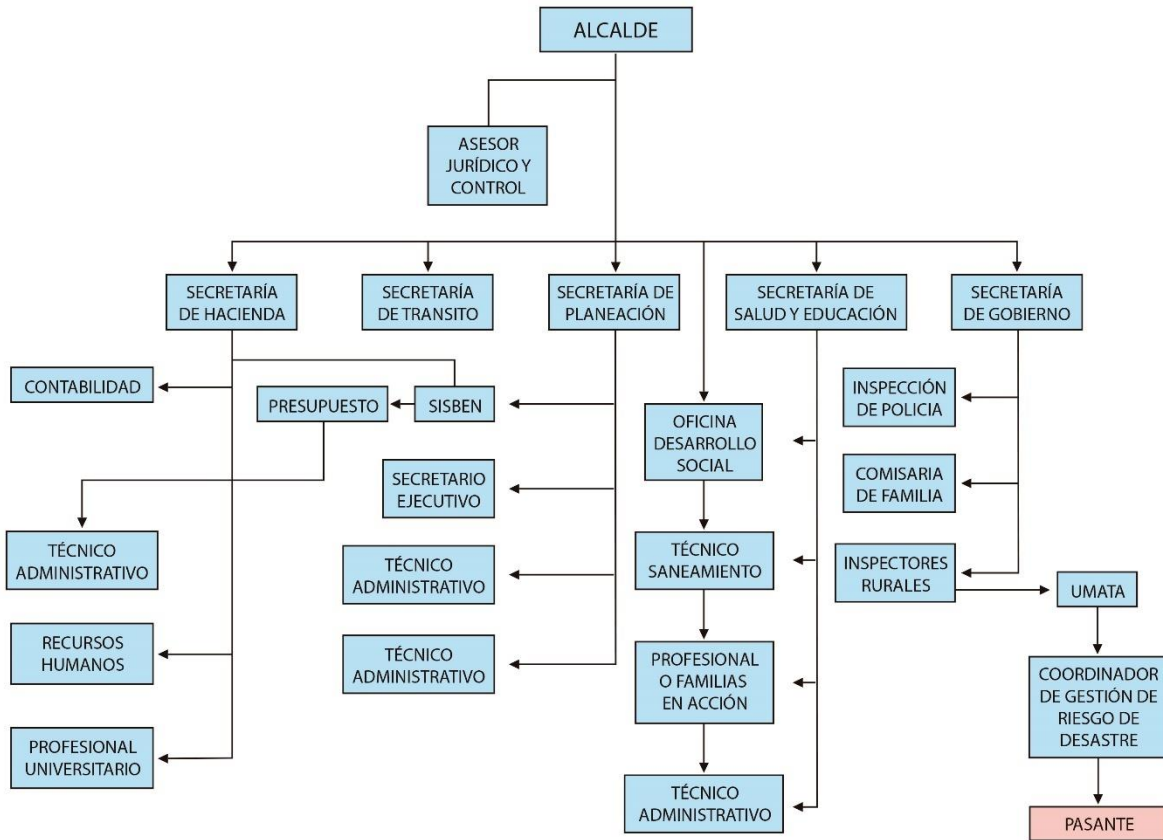 ALCALDE
ASESOR
JURÍDICO Y
CONTROL
SECRETARÍA
DE HACIENDA
SECRETARÍA
DE TRANSITO
SECRETARÍA DE
PLANEACIÓN
SECRETARÍA DE
SALUD Y EDUCACIÓN
SECRETARÍA
DE GOBIERNO
CONTABILIDAD
PRESUPUESTO
SISBEN
OFICINA
DESARROLLO
SOCIAL
INSPECCIÓN
DE POLICIA
SECRETARIO
EJECUTIVO
COMISARIA
DE FAMILIA
TÉCNICO
ADMINISTRATIVO
TÉCNICO
ADMINISTRATIVO
TÉCNICO
SANEAMIENTO
INSPECTORES
RURALES
UMATA
RECURSOS
HUMANOS
TÉCNICO
ADMINISTRATIVO
PROFESIONAL
O FAMILIAS
EN ACCIÓN
COORDINADOR
DE GESTIÓN DE
RIESGO DE
DESASTRE
PROFESIONAL
UNIVERSITARIO
TÉCNICO
ADMINISTRATIVO
PASANTE